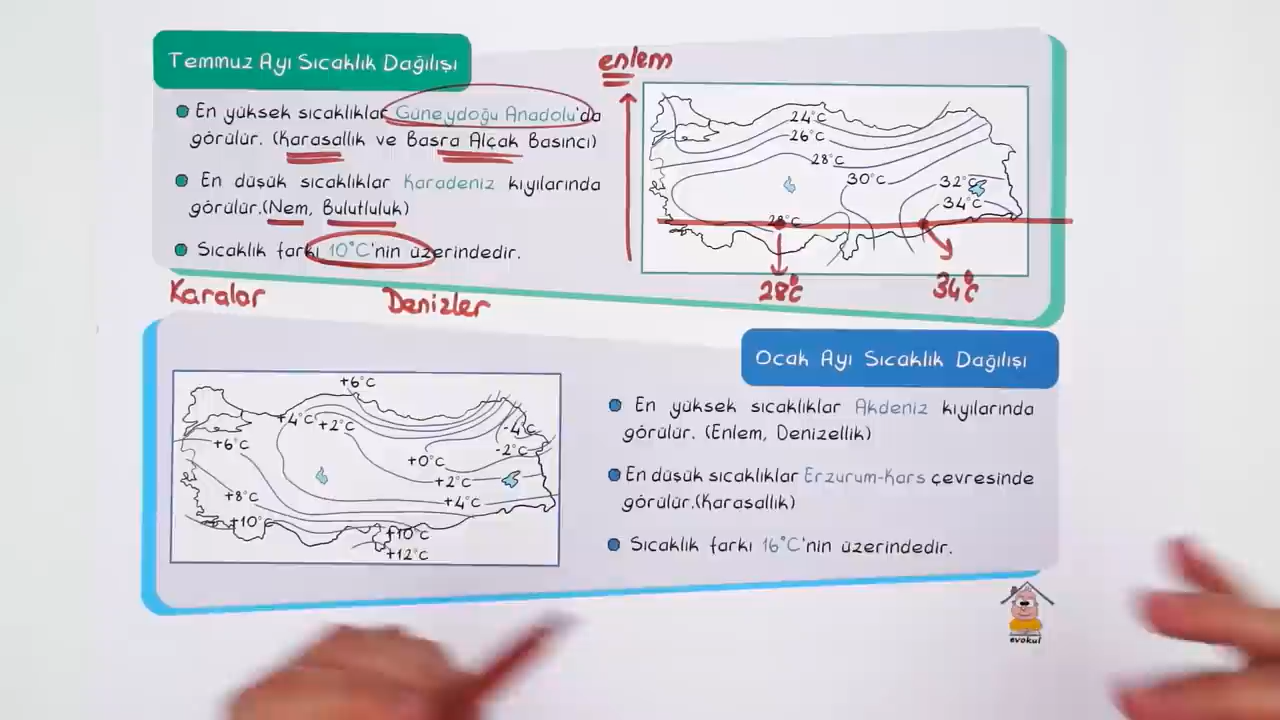 Temmuz Ayı Sıcaklık Dağılışı
En yüksek sıcaklıklar Güneydoğu Anadolu'da
görülür. (Karasallık ve Basra Alçak Basıncı)
En düşük sıcaklıklar Karadeniz kıyılarında
görülür.(Nem, Bulutluluk)
Sıcaklık farkı 10°C'nin üzerindedir.
enlem
24°C
26°C
28°C
30°C
32°C
34°C
28°C
28°C
34°C
Karalar
Denizler
Ocak Ayı Sıcaklık Dağılışı
+6°C
+4°C
+2°C
-4°C
+6°C
-2°C
+0°C
+2°C
+8°C
+4°C
+10°
+10°C
+12°C
En yüksek sıcaklıklar Akdeniz kıyılarında
görülür. (Enlem, Denizellik)
En düşük sıcaklıklar Erzurum-Kars çevresinde
görülür.(Karasallık)
Sıcaklık farkı 16°C'nin üzerindedir.
evokul